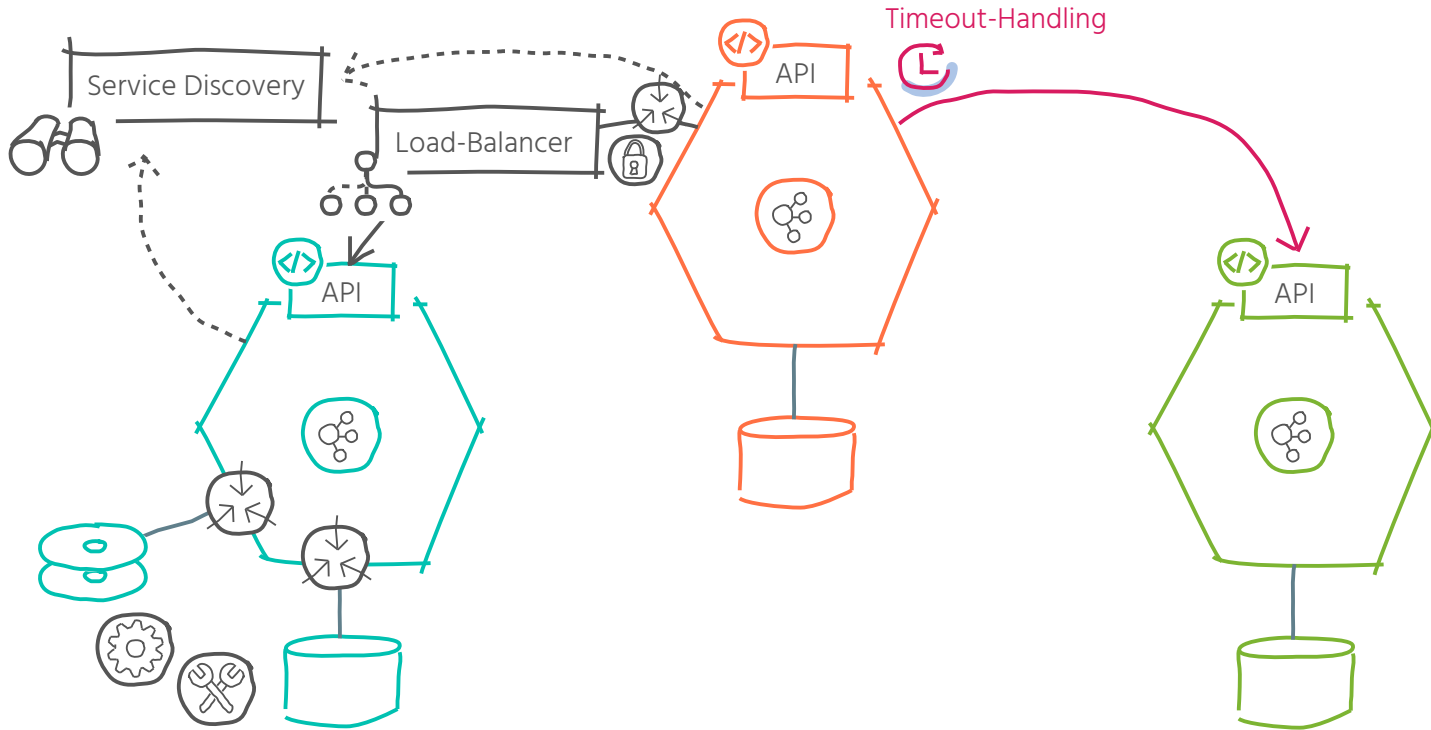 Timeout-Handling
API
Service Discovery
Load-Balancer
API
API